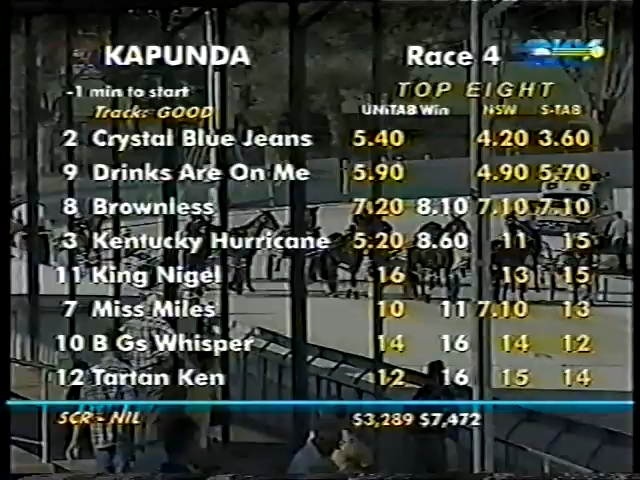 KAPUNDA Race 4
-1 min to start TOP EIGHT
Track: GOOD UNiTAB Win NSW S-TAB
2 Crystal Blue Jeans 5.40 4.20 3.60
9 Drinks Are On Me 5.90 4.90 5.70
8 Brownless 7.20 8.10 7.10 7.10
3 Kentucky Hurricane 5.20 8.60 11 15
11 King Nigel 16 13 15
7 Miss Miles 10 11 7.10 13
10 B Gs Whisper 14 16 14 12
12 Tartan Ken 12 16 15 14
SCR - NIL $3,289 $7,472